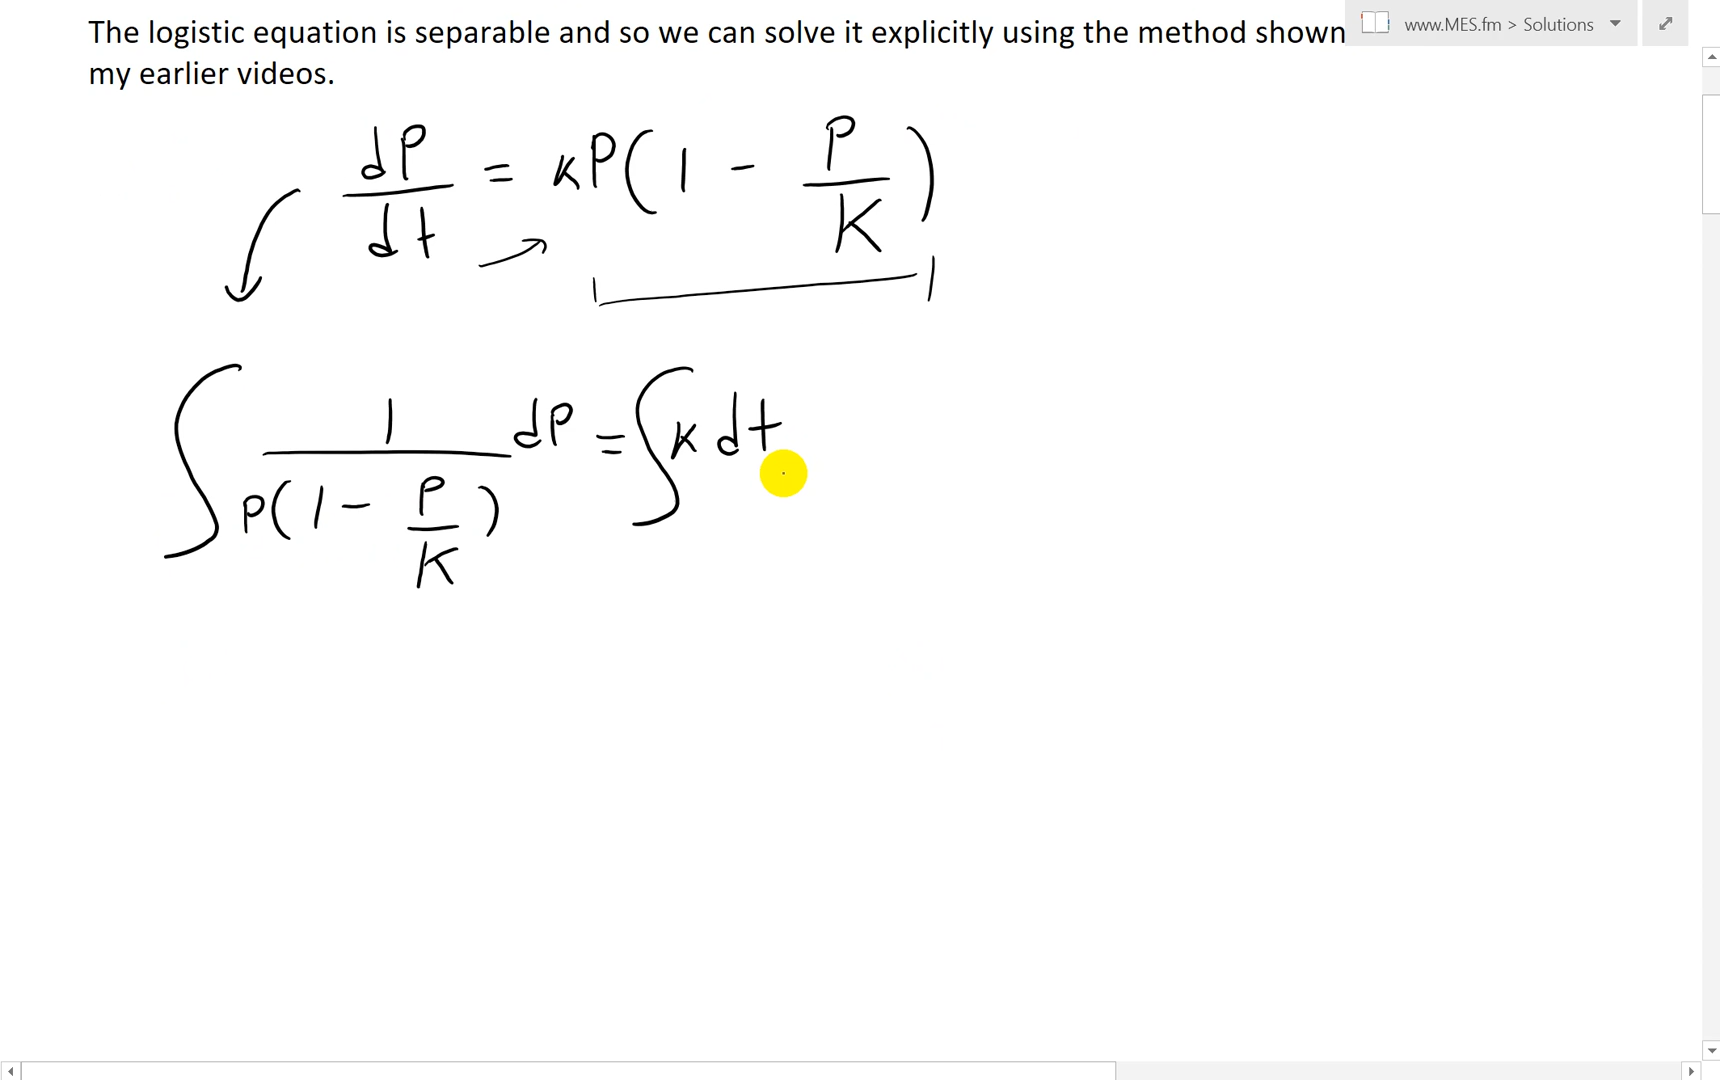 The logistic equation is separable and so we can solve it explicitly using the method shown
www.MES.fm > Solutions
my earlier videos.
dP/dt = kP(1 - P/K)
∫ 1/(P(1 - P/K)) dP = ∫ k dt